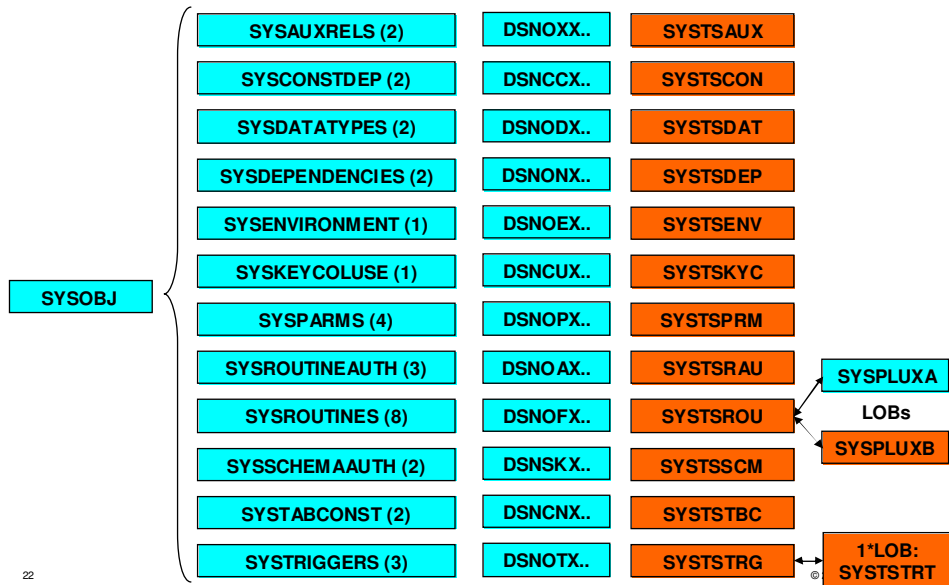 SYSAUXRELS (2) DSNOXX.. SYSTSAUX
SYSCONSTDEP (2) DSNCCX.. SYSTSCON
SYSDATATYPES (2) DSNODX.. SYSTSDAT
SYSDEPENDENCIES (2) DSNONX.. SYSTSDEP
SYSENVIRONMENT (1) DSNOEX.. SYSTSENV
SYSKEYCOLUSE (1) DSNCUX.. SYSTSKYC
SYSOBJ
SYSPARMS (4) DSNOPX.. SYSTSPRM
SYSROUTINEAUTH (3) DSNOAX.. SYSTSRAU
SYSPLUXA
SYSROUTINES (8) DSNOFX.. SYSTSROU
LOBs
SYSPLUXB
SYSSCHEMAAUTH (2) DSNSKX.. SYSTSSCM
SYSTABCONST (2) DSNCNX.. SYSTSTBC
SYSTRIGGERS (3) DSNOTX.. SYSTSTRG
1*LOB:
SYSTSTRT
22
©